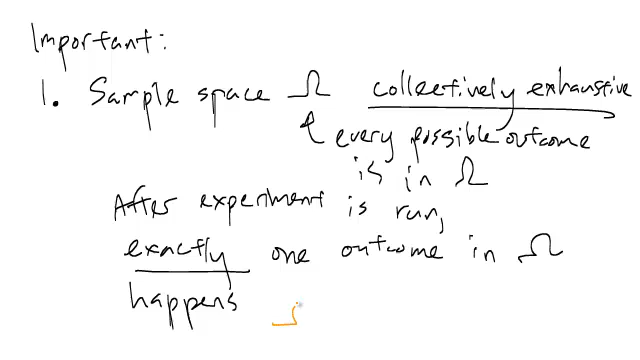 Important:
1. Sample space Ω collectively exhaustive
every possible outcome
is in Ω
After experiment is run,
exactly one outcome in Ω
happens